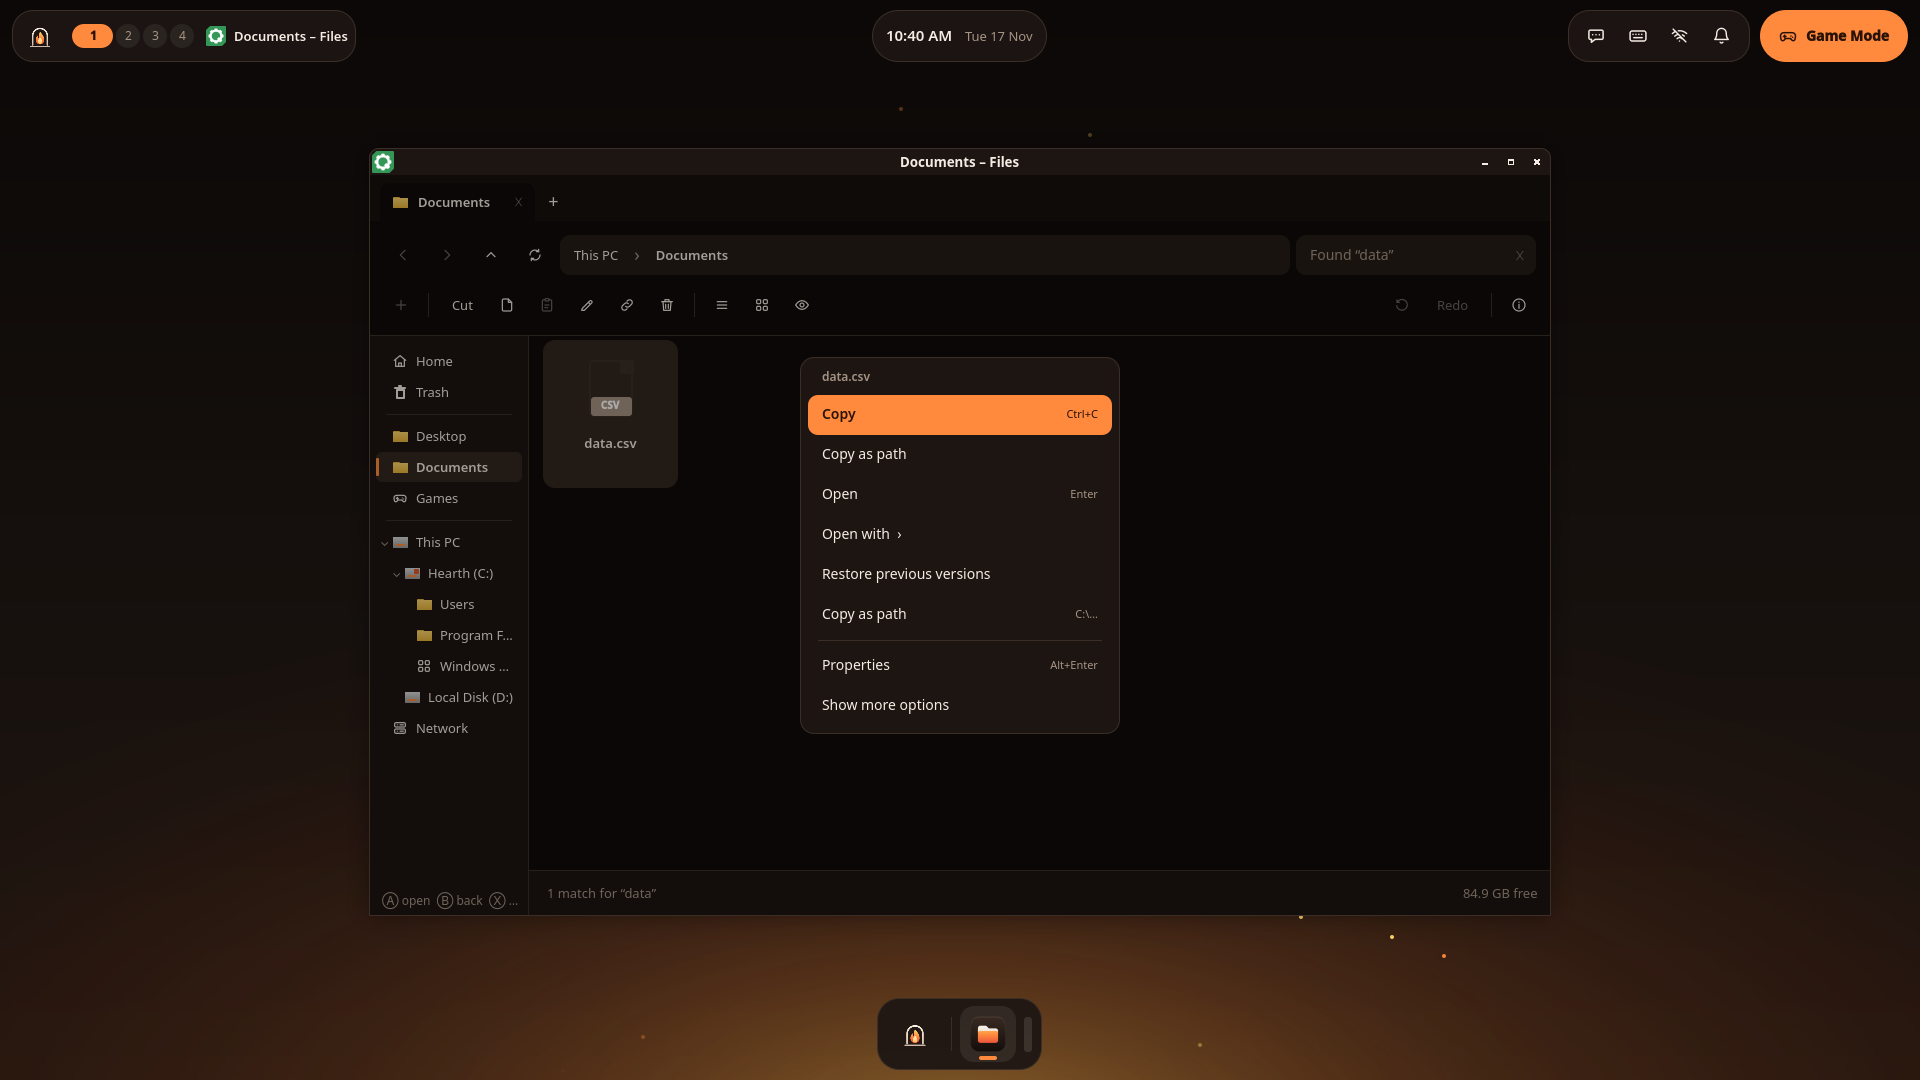 1 2 3 4 Documents – Files
10:40 AM Tue 17 Nov
Game Mode
Documents – Files
Documents X +
This PC › Documents
Found “data” X
Cut
Redo
Home
Trash
Desktop
Documents
Games
This PC
Hearth (C:)
Users
Program F...
Windows ...
Local Disk (D:)
Network
A open B back X ...
CSV
data.csv
data.csv
Copy Ctrl+C
Copy as path
Open Enter
Open with ›
Restore previous versions
Copy as path C:\...
Properties Alt+Enter
Show more options
1 match for “data”
84.9 GB free